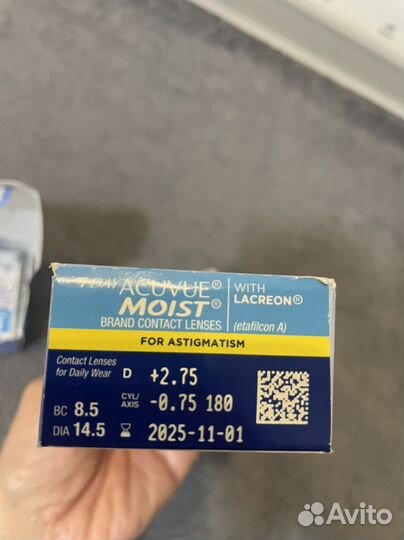 ACUVUE®
MOIST®
BRAND CONTACT LENSES
WITH
LACREON®
(etafilcon A)
FOR ASTIGMATISM
Contact Lenses
for Daily Wear
D +2.75
CYL/
AXIS -0.75 180
BC 8.5
DIA 14.5
2025-11-01
Avito